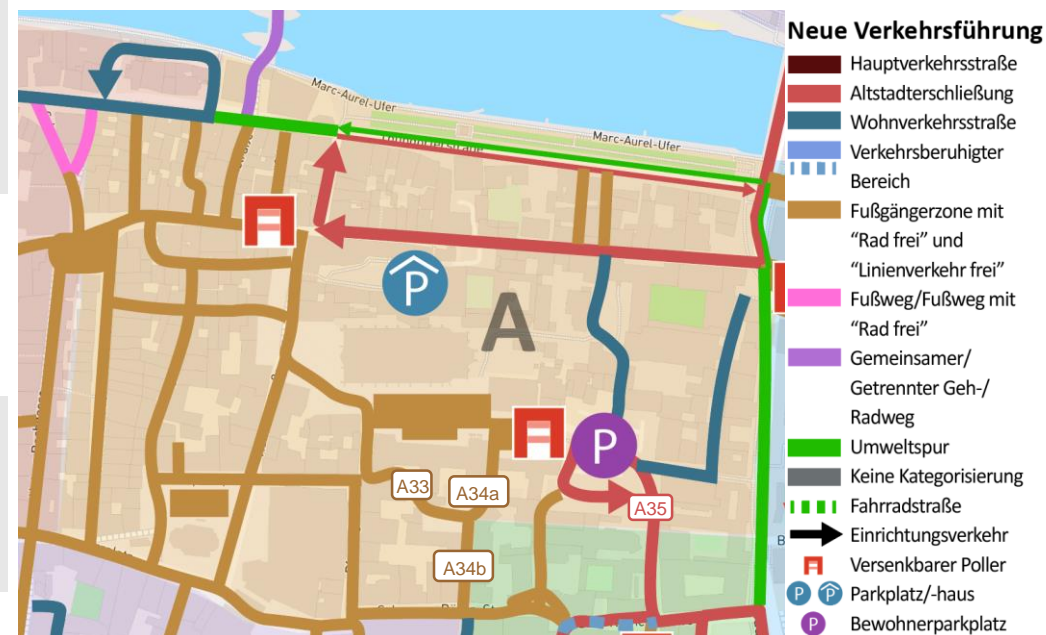 Neue Verkehrsführung
Hauptverkehrsstraße
Altstadterschließung
Wohnverkehrsstraße
Verkehrsberuhigter
Bereich
Fußgängerzone mit
“Rad frei” und
“Linienverkehr frei”
Fußweg/Fußweg mit
“Rad frei”
Gemeinsamer/
Getrennter Geh-/
Radweg
Umweltspur
Keine Kategorisierung
Fahrradstraße
Einrichtungsverkehr
Versenkbarer Poller
P P Parkplatz/-haus
P Bewohnerparkplatz
Marc-Aurel-Ufer
Marc-Aurel-Ufer
P
A
P
A33
A34a
A35
A34b